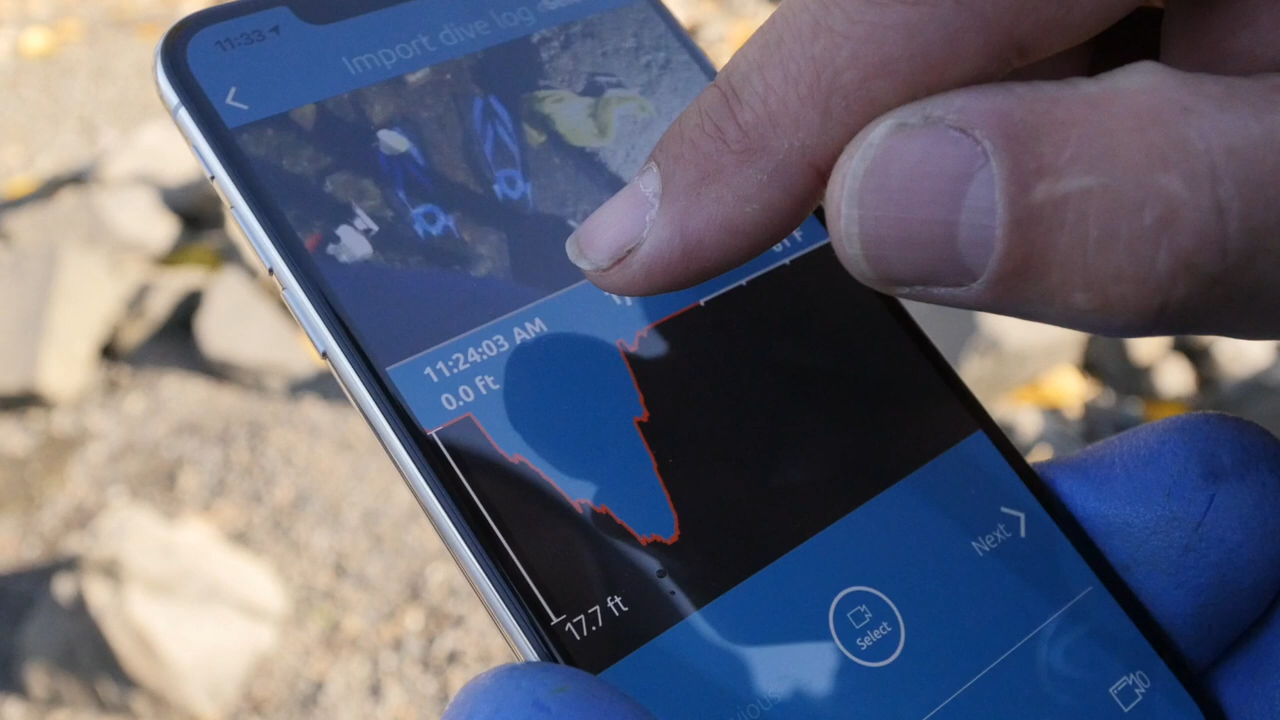 11:33
Import dive log
11:24:03 AM
0.0 ft
17.7 ft
Next
Select